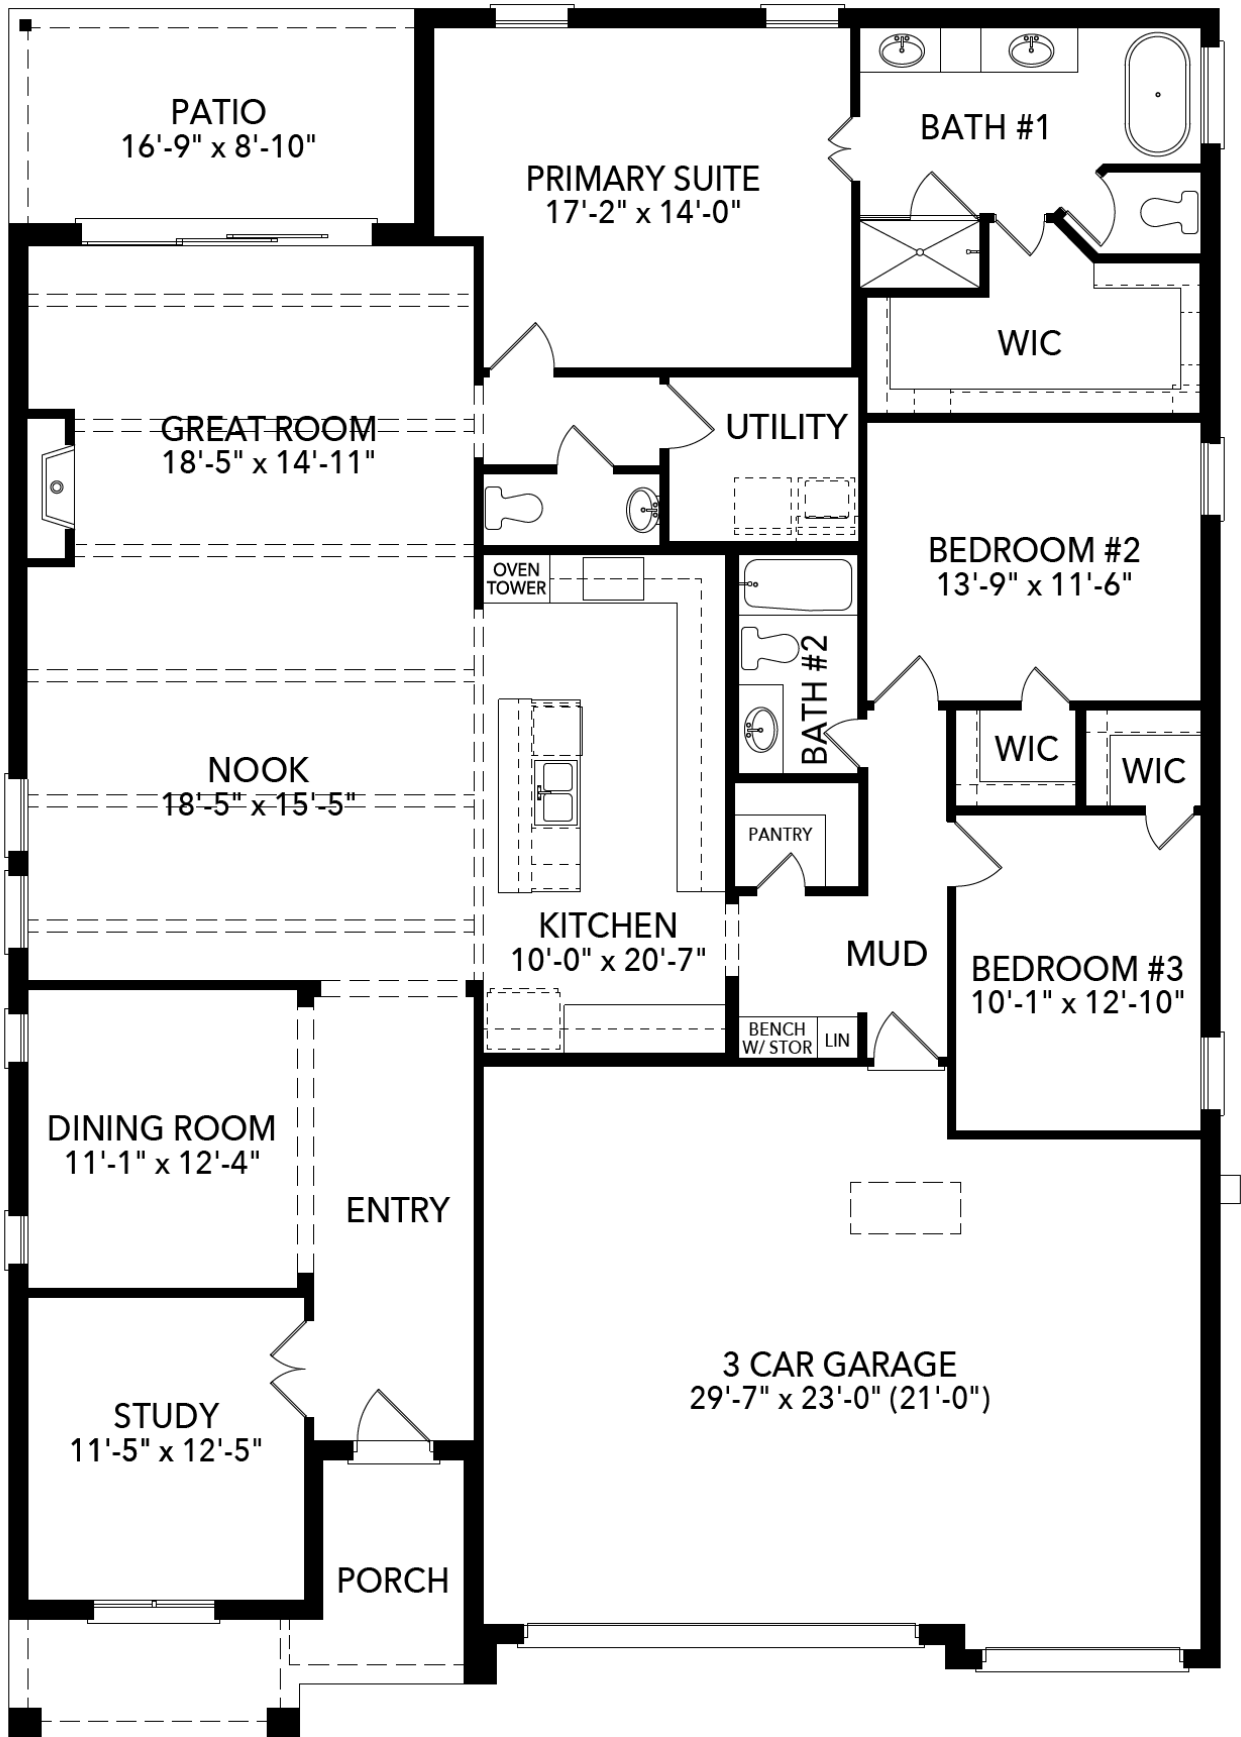 PATIO
16'-9" x 8'-10"
PRIMARY SUITE
17'-2" x 14'-0"
BATH #1
WIC
GREAT ROOM
18'-5" x 14'-11"
UTILITY
BEDROOM #2
13'-9" x 11'-6"
OVEN
TOWER
BATH #2
WIC
WIC
NOOK
18'-5" x 15'-5"
PANTRY
KITCHEN
10'-0" x 20'-7"
MUD
BEDROOM #3
10'-1" x 12'-10"
BENCH
W/ STOR
LIN
DINING ROOM
11'-1" x 12'-4"
ENTRY
3 CAR GARAGE
29'-7" x 23'-0" (21'-0")
STUDY
11'-5" x 12'-5"
PORCH